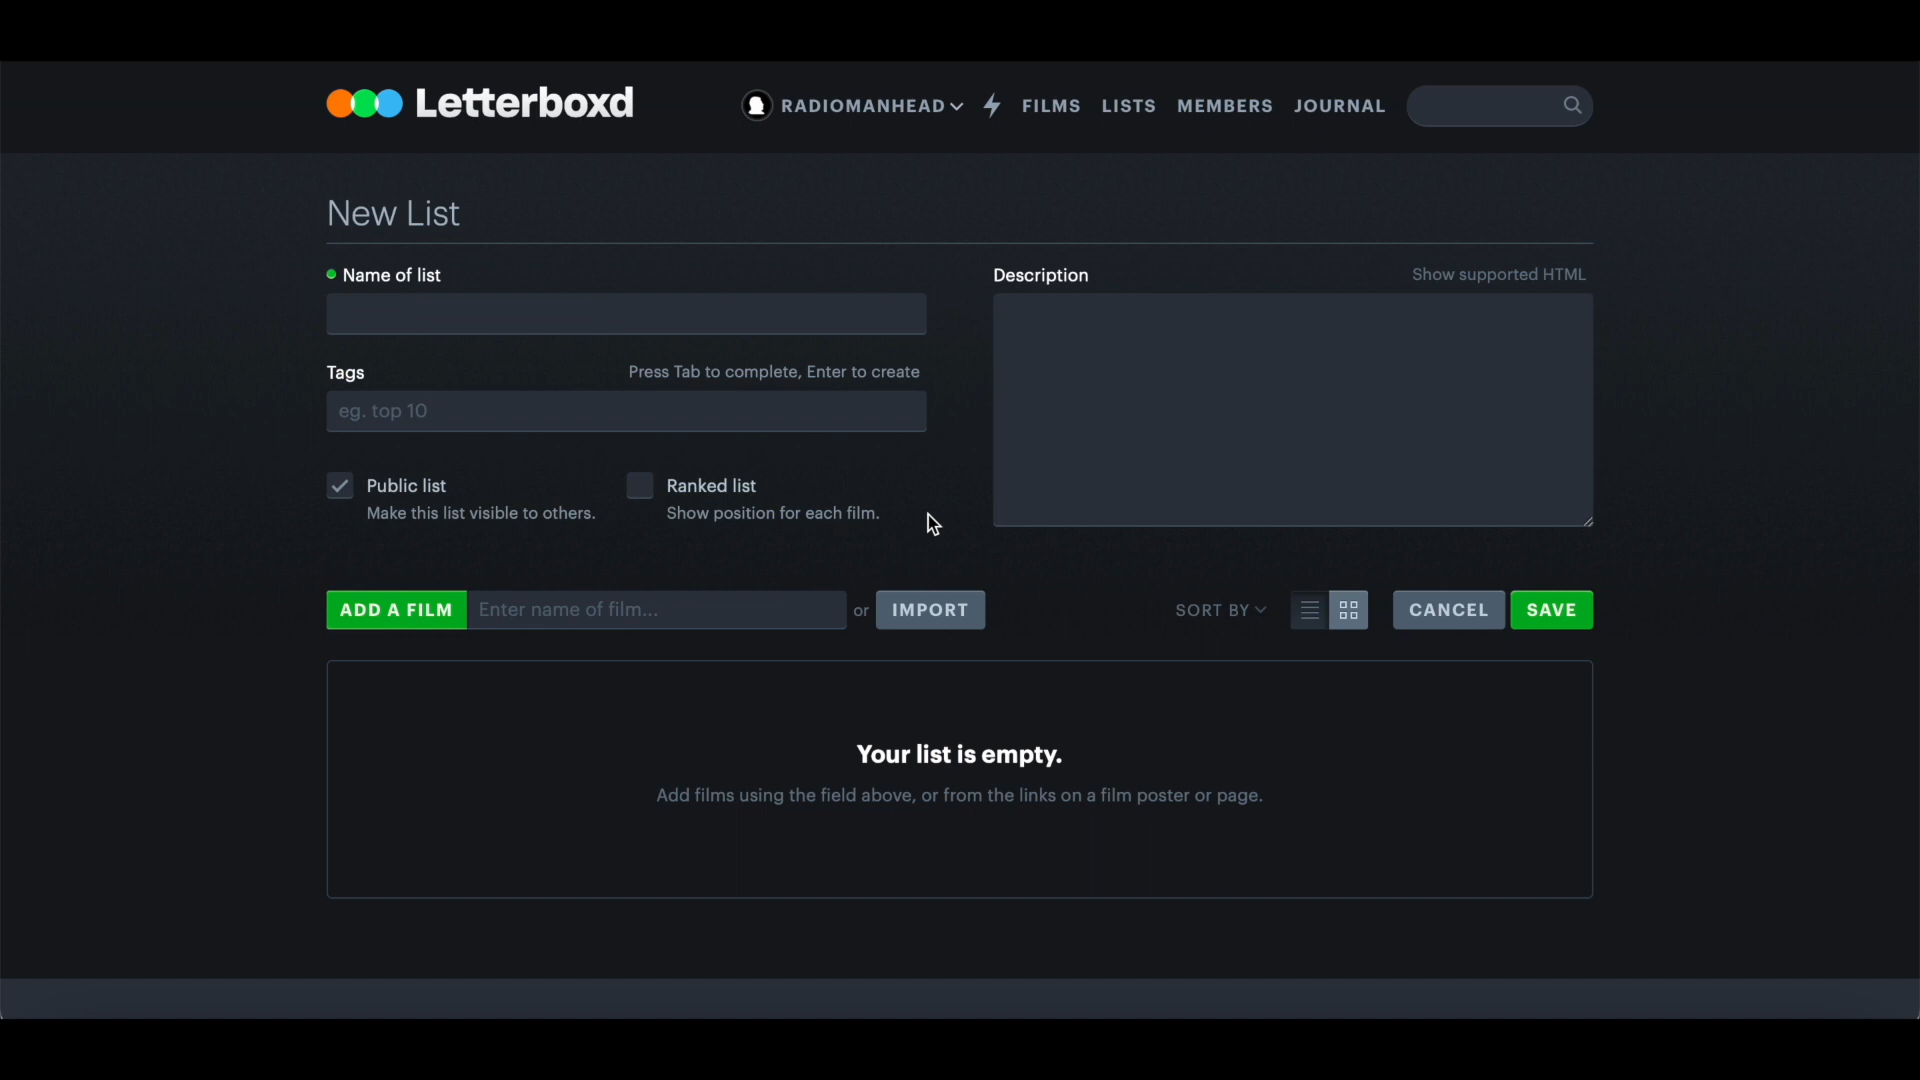 Letterboxd
RADIOMANHEAD FILMS LISTS MEMBERS JOURNAL
New List
Name of list
Description
Show supported HTML
Tags
Press Tab to complete, Enter to create
eg. top 10
Public list
Make this list visible to others.
Ranked list
Show position for each film.
ADD A FILM Enter name of film... or IMPORT
SORT BY
CANCEL
SAVE
Your list is empty.
Add films using the field above, or from the links on a film poster or page.